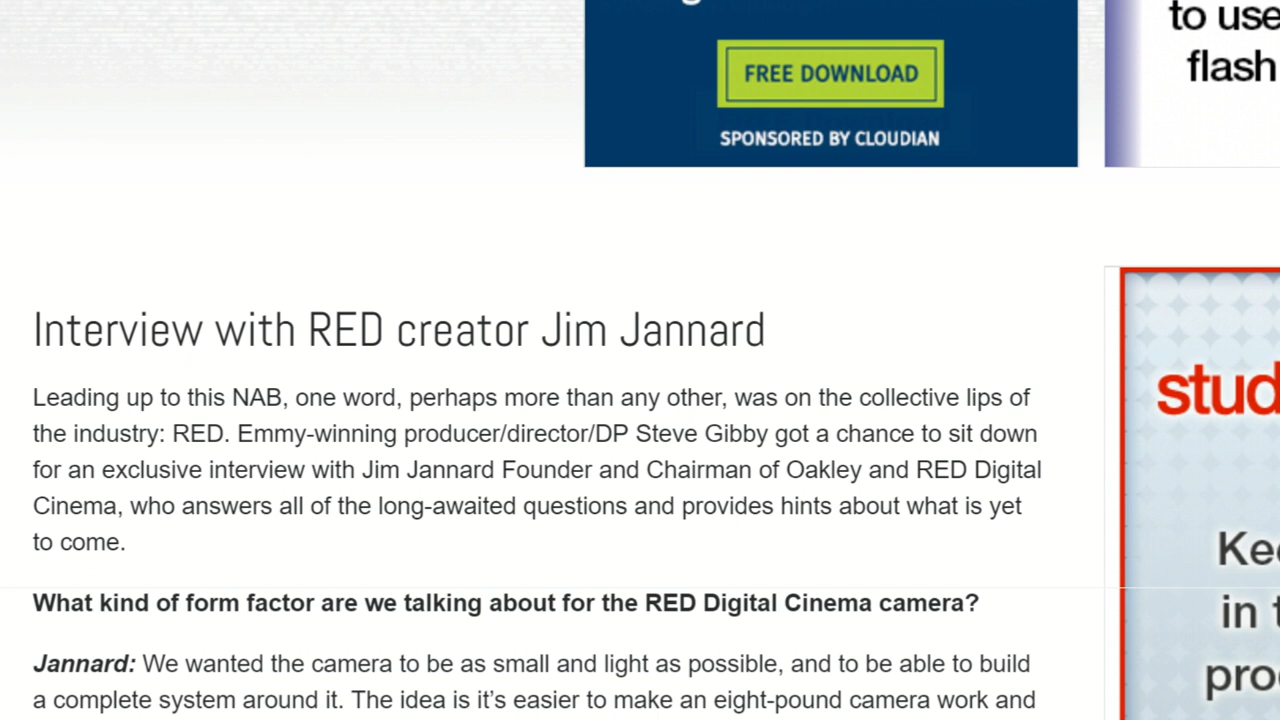 to use
flash
FREE DOWNLOAD
SPONSORED BY CLOUDIAN
Interview with RED creator Jim Jannard
Leading up to this NAB, one word, perhaps more than any other, was on the collective lips of
the industry: RED. Emmy-winning producer/director/DP Steve Gibby got a chance to sit down
for an exclusive interview with Jim Jannard Founder and Chairman of Oakley and RED Digital
Cinema, who answers all of the long-awaited questions and provides hints about what is yet
to come.
What kind of form factor are we talking about for the RED Digital Cinema camera?
Jannard: We wanted the camera to be as small and light as possible, and to be able to build
a complete system around it. The idea is it’s easier to make an eight-pound camera work and
stud
in